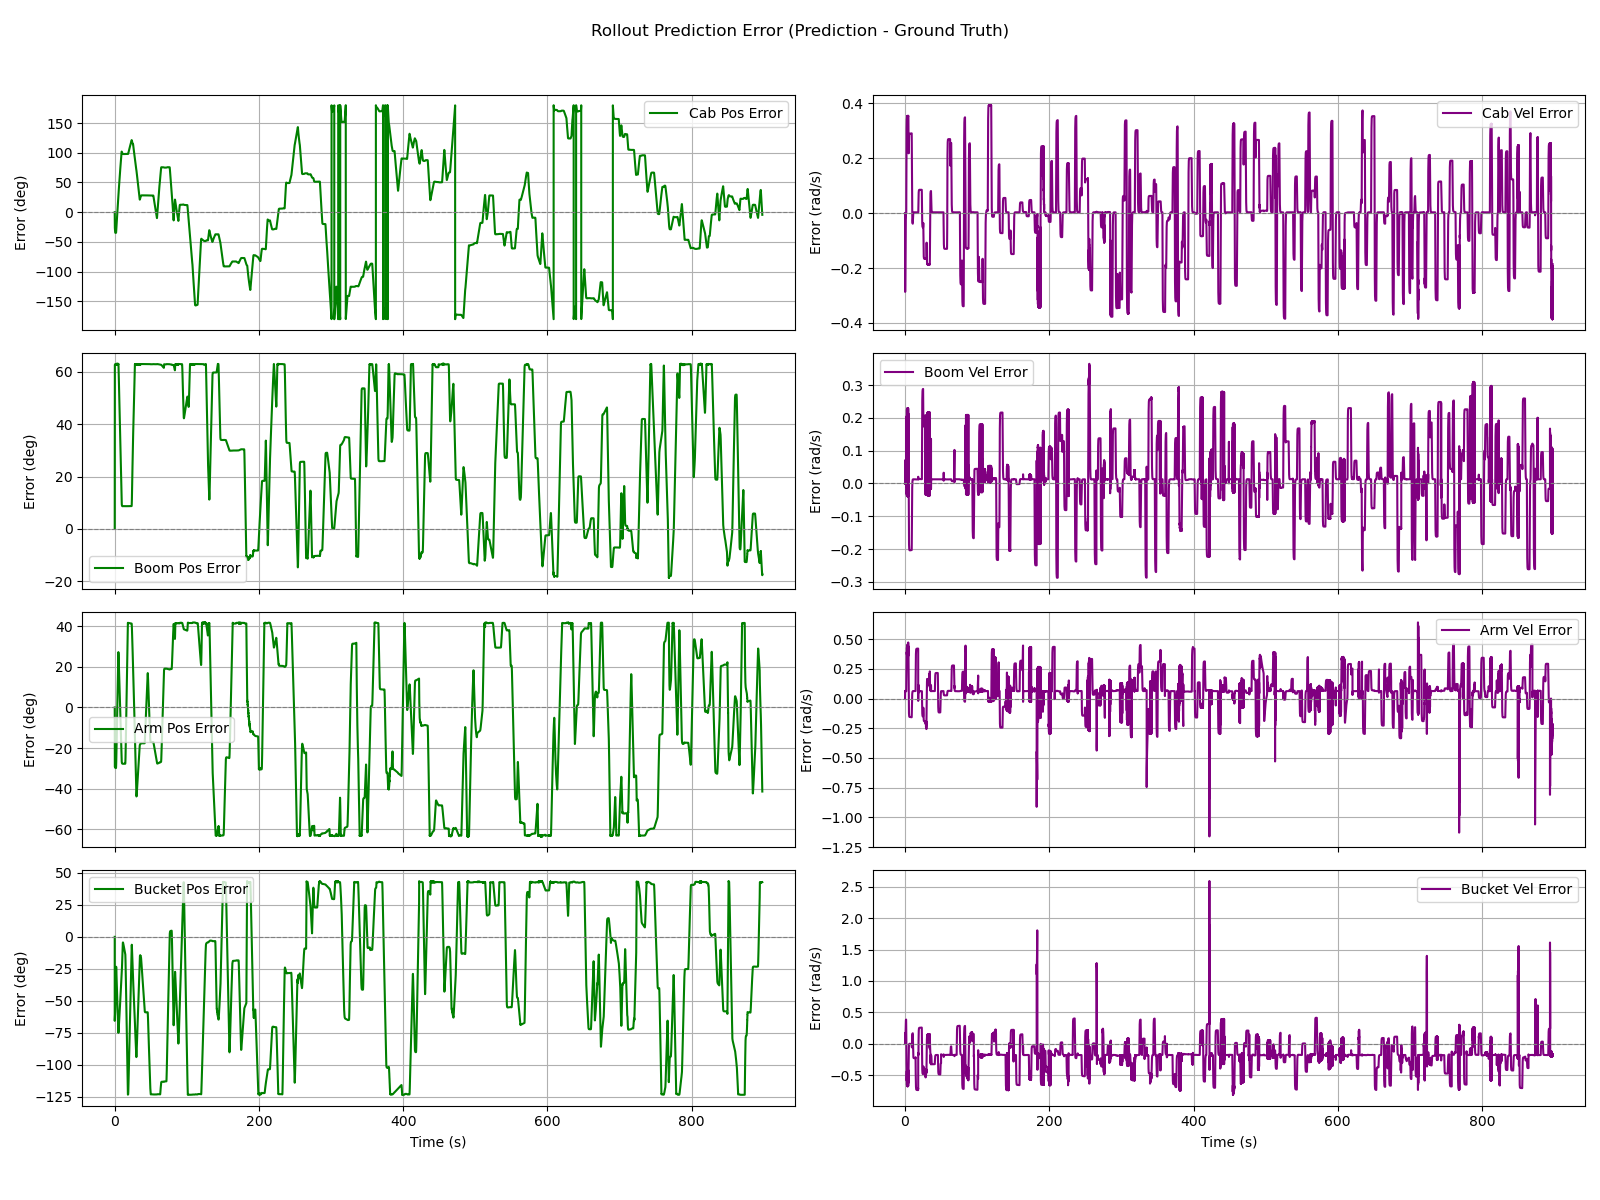 Rollout Prediction Error (Prediction - Ground Truth)
Error (deg)
150
100
50
0
−50
−100
−150
Cab Pos Error
Error (rad/s)
0.4
0.2
0.0
−0.2
−0.4
Cab Vel Error
Error (deg)
60
40
20
0
−20
Boom Pos Error
Error (rad/s)
0.3
0.2
0.1
0.0
−0.1
−0.2
−0.3
Boom Vel Error
Error (deg)
40
20
0
−20
−40
−60
Arm Pos Error
Error (rad/s)
0.50
0.25
0.00
−0.25
−0.50
−0.75
−1.00
−1.25
Arm Vel Error
Error (deg)
50
25
0
−25
−50
−75
−100
−125
Bucket Pos Error
0 200 400 600 800
Time (s)
Error (rad/s)
2.5
2.0
1.5
1.0
0.5
0.0
−0.5
Bucket Vel Error
0 200 400 600 800
Time (s)